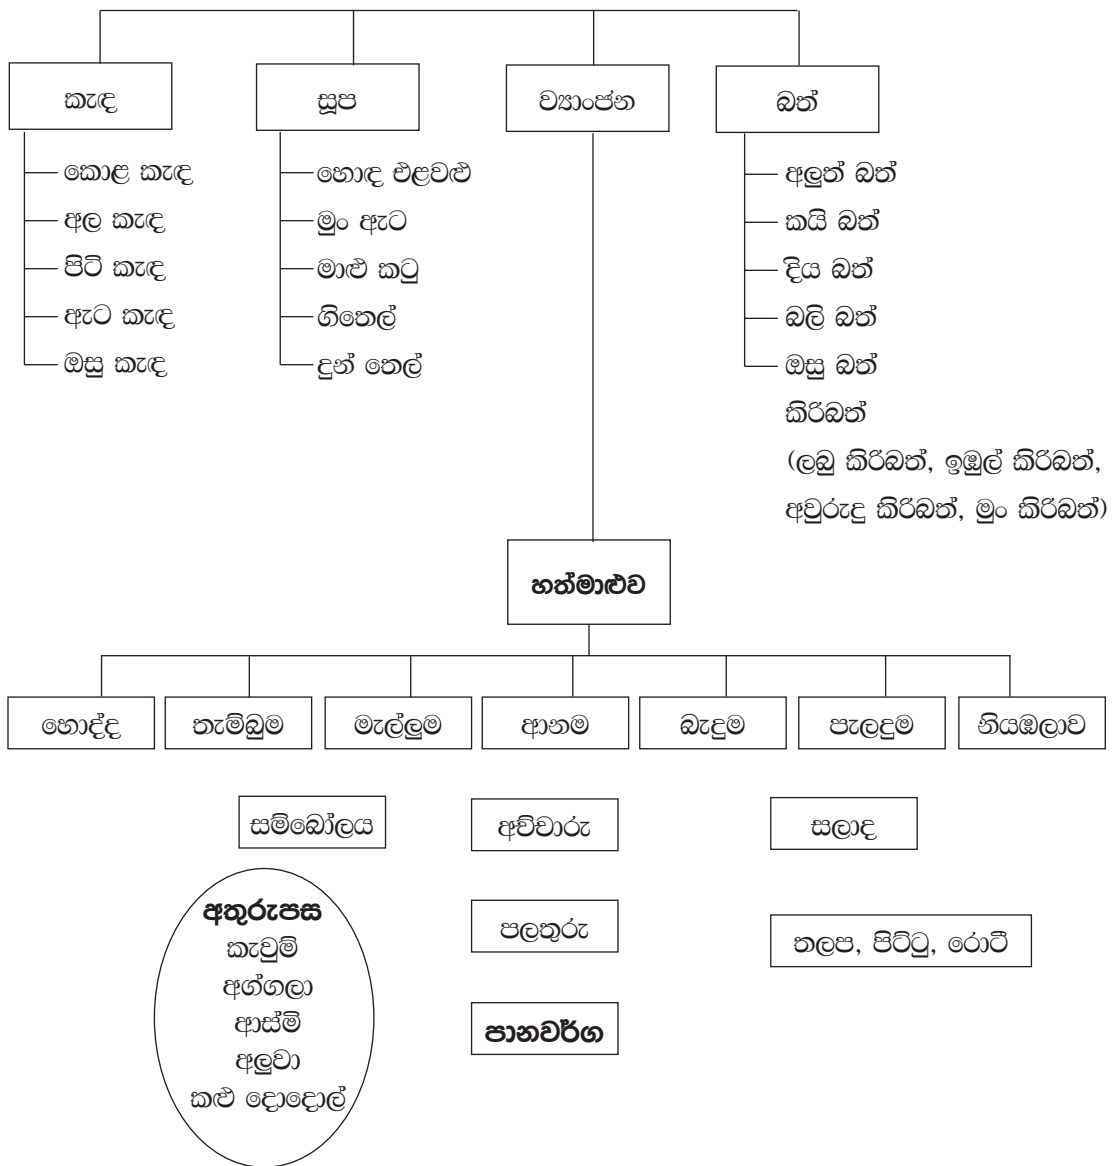 කැඳ
සූප
ව්‍යාංජන
බත්
කොළ කැඳ
අල කැඳ
පිටි කැඳ
ඇට කැඳ
ඔසු කැඳ
හොඳ එළවළු
මුං ඇට
මාළු කටු
ගිතෙල්
දුන් තෙල්
අලුත් බත්
කයි බත්
දිය බත්
බලි බත්
ඔසු බත්
කිරිබත්
(ලබු කිරිබත්, ඉඹුල් කිරිබත්,
අවුරුදු කිරිබත්, මුං කිරිබත්)
හත්මාළුව
හොද්ද
තැම්බුම
මැල්ලුම
ආනම
බැදුම
පැලදුම
නියඹලාව
සම්බෝලය
අච්චාරු
සලාද
අතුරුපස
කැවුම්
අග්ගලා
ආස්මි
අලුවා
කළු දොදොල්
පලතුරු
තලප, පිට්ටු, රොටී
පානවර්ග